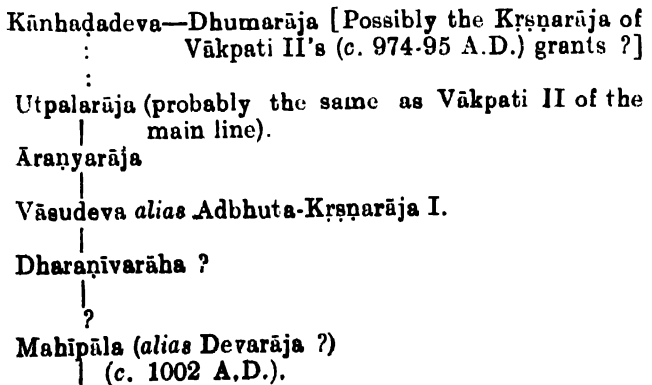 Kānhaḍadeva—Dhumarāja [Possibly the Kṛṣṇarāja of
: Vākpati II's (c. 974-95 A.D.) grants ?]
:
Utpalarāja (probably the same as Vākpati II of the
main line).
Āraṇyarāja
Vāsudeva alias Adbhuta-Kṛṣṇarāja I.
Dharaṇīvarāha ?
?
Mahīpāla (alias Devarāja ?)
(c. 1002 A.D.).